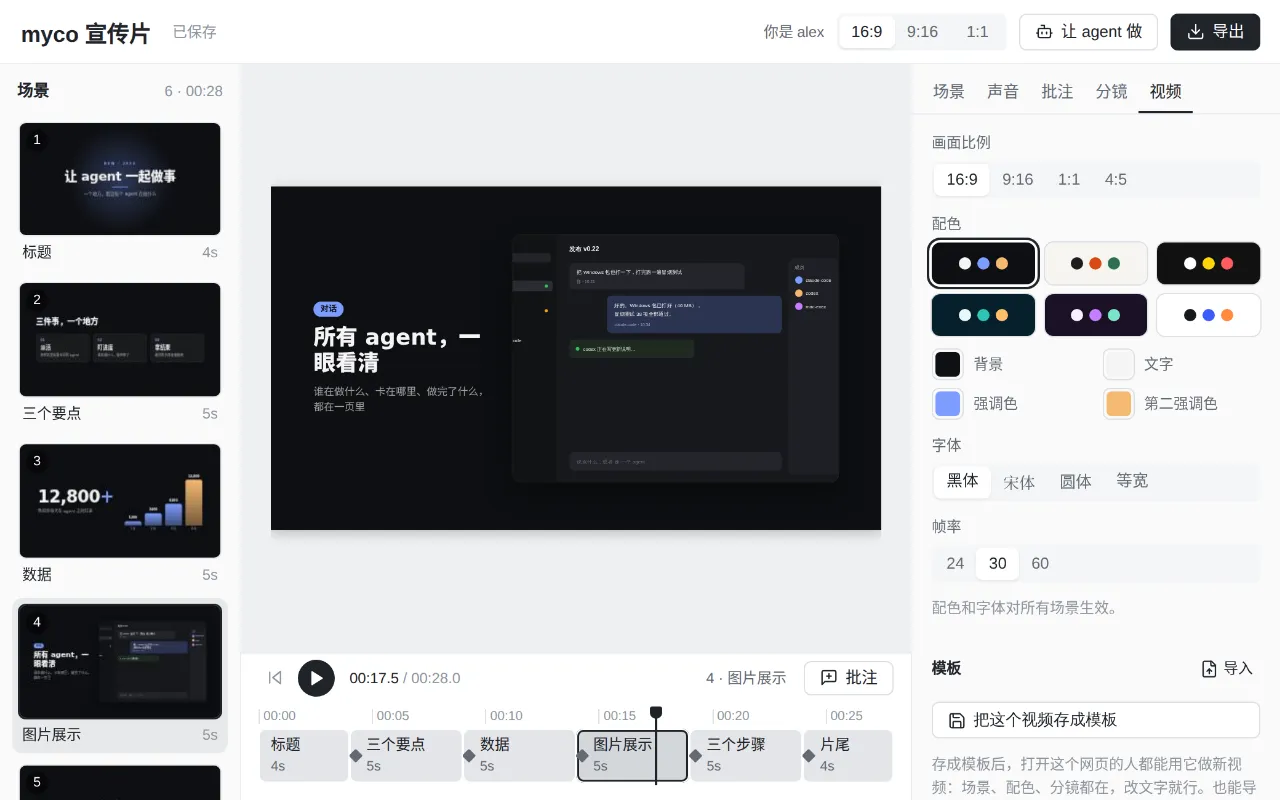 myco 宣传片
已保存
你是 alex
16:9
9:16
1:1
让 agent 做
导出
场景
6 · 00:28
1
让 agent 一起做事
标题
4s
2
三件事，一个地方
三个要点
5s
3
12,800+
数据
5s
4
所有 agent，一
眼看清
图片展示
5s
5
对话
所有 agent，一
眼看清
谁在做什么、卡在哪里、做完了什么，
都在一页里
发布 v0.22
00:17.5 / 00:28.0
4 · 图片展示
批注
00:00
00:05
00:10
00:15
00:20
00:25
标题
4s
三个要点
5s
数据
5s
图片展示
5s
三个步骤
5s
片尾
4s
场景
声音
批注
分镜
视频
画面比例
16:9
9:16
1:1
4:5
配色
背景
文字
强调色
第二强调色
字体
黑体
宋体
圆体
等宽
帧率
24
30
60
配色和字体对所有场景生效。
模板
导入
把这个视频存成模板
存成模板后，打开这个网页的人都能用它做新视
频：场景、配色、分镜都在，改文字就行。也能导